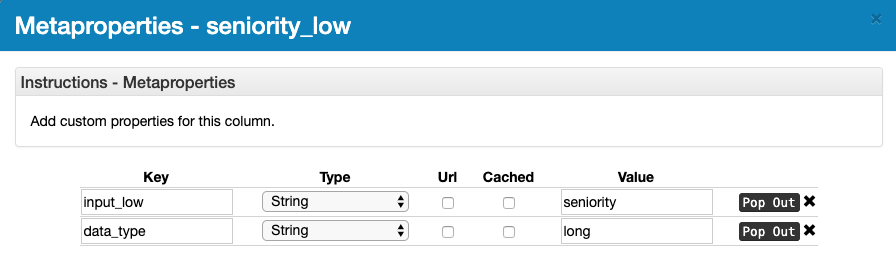 Metaproperties - seniority_low
Instructions - Metaproperties
Add custom properties for this column.
Key Type Url Cached Value
input_low String seniority Pop Out
data_type String long Pop Out